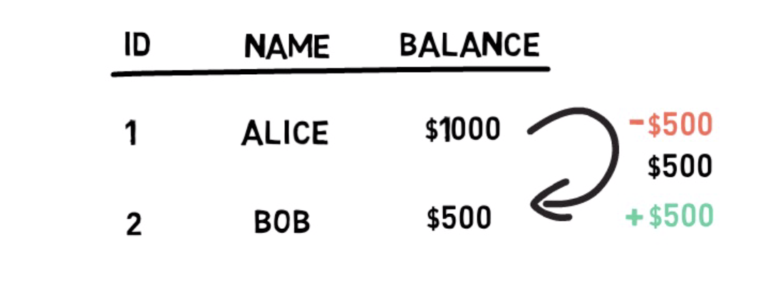 ID NAME BALANCE
1 ALICE $1000 -$500
$500
2 BOB $500 +$500